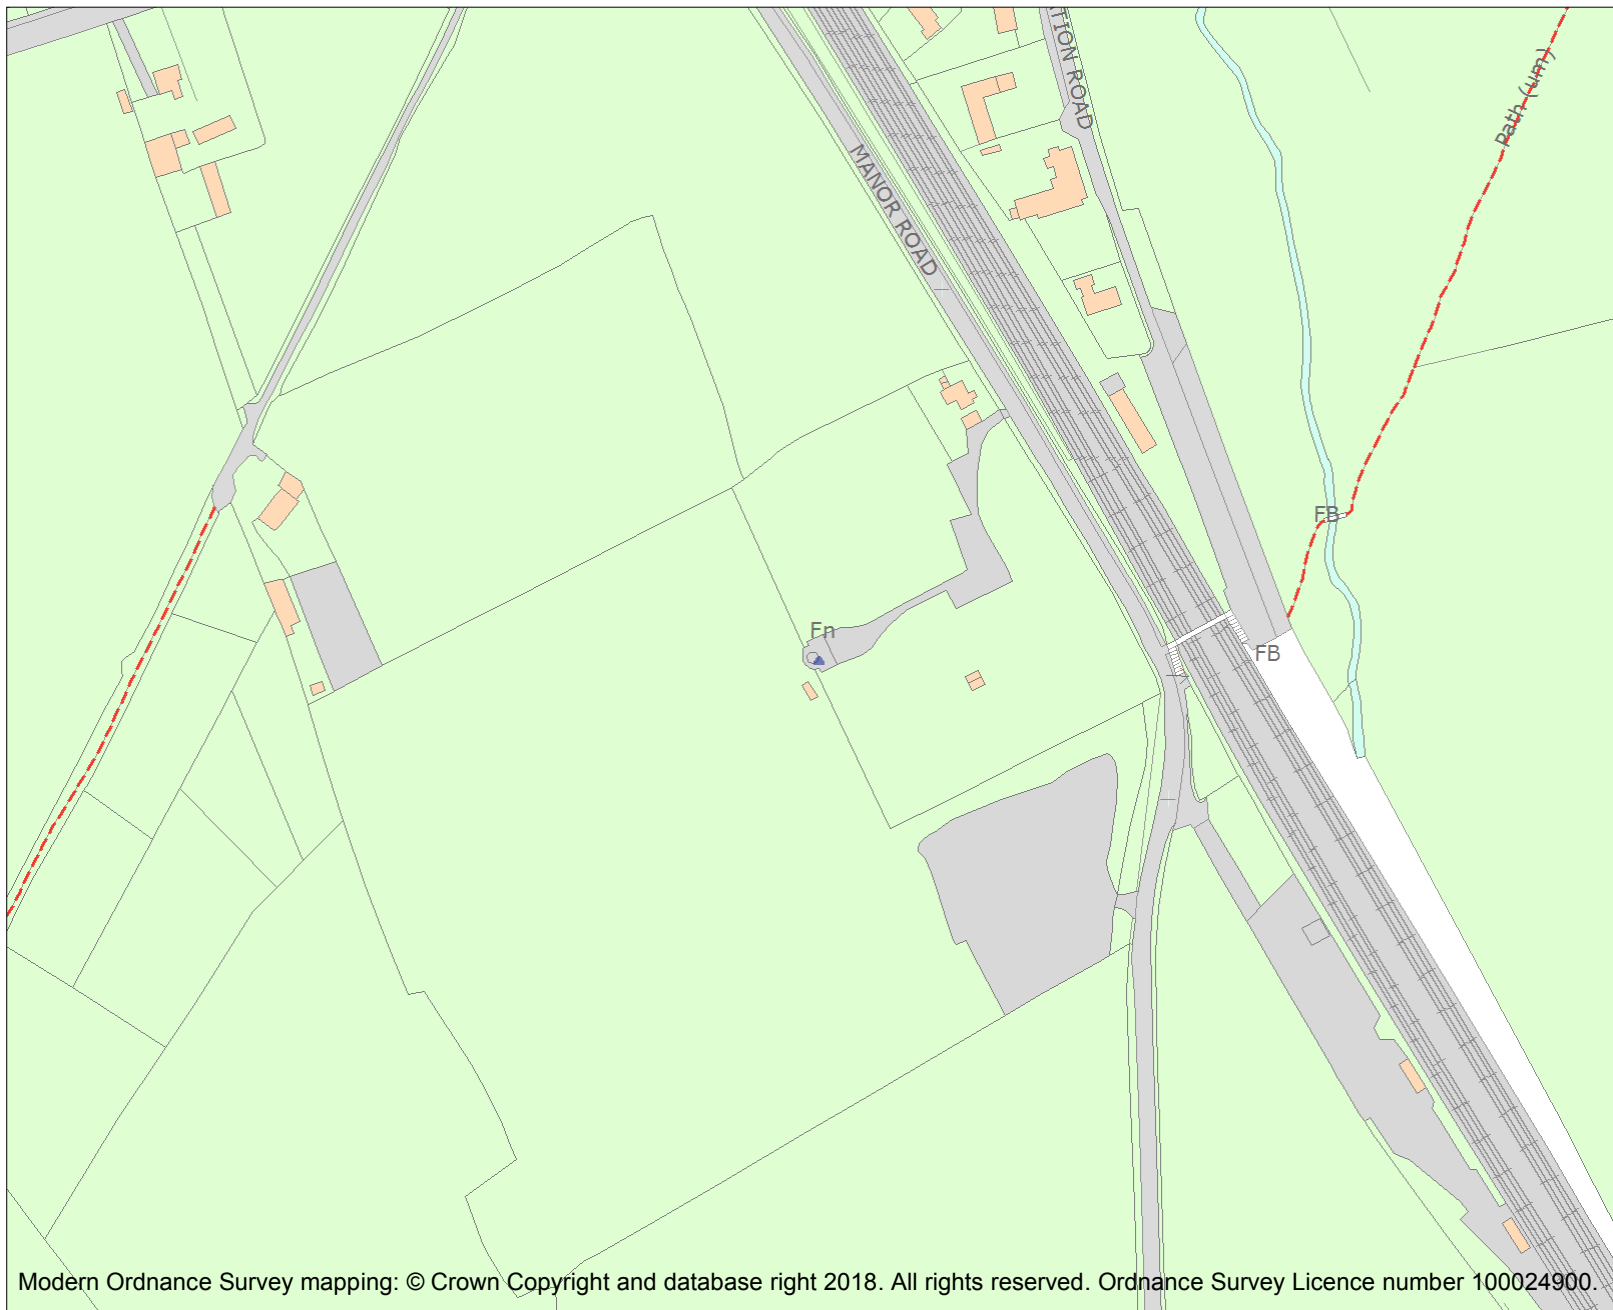 ATION ROAD
Path (um)
MANOR ROAD
FB
Fn
FB
Modern Ordnance Survey mapping: © Crown Copyright and database right 2018. All rights reserved. Ordnance Survey Licence number 100024900.